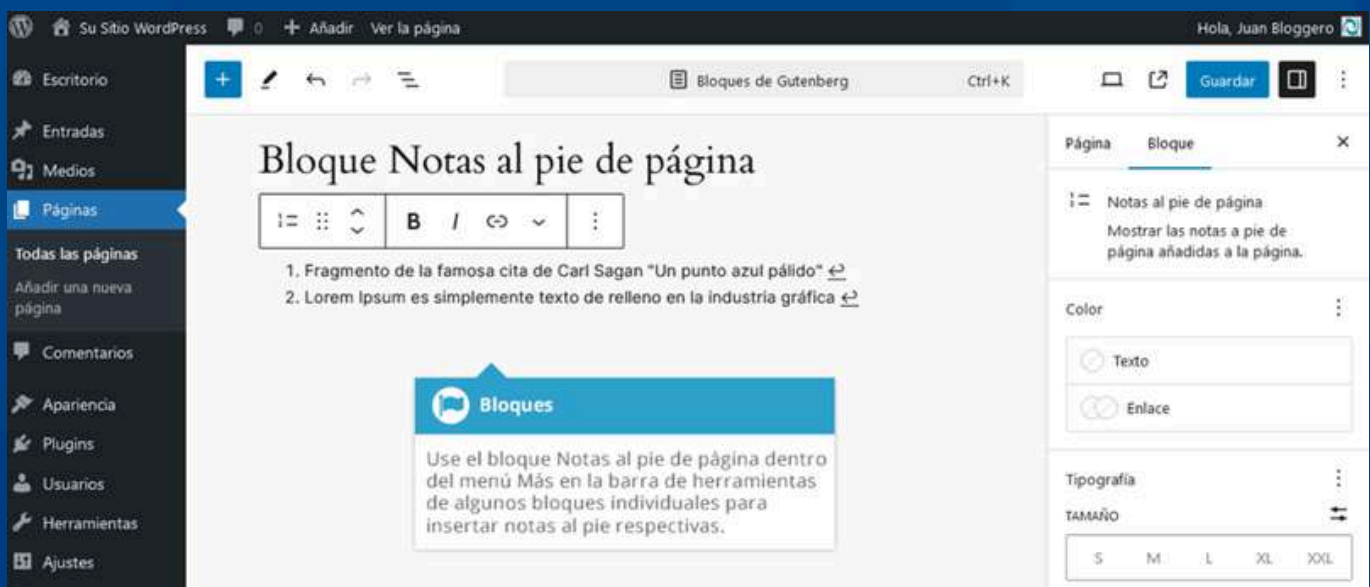 Su Sitio WordPress 0 Añadir Ver la página Hola, Juan Bloggero
Escritorio
Entradas
Medios
Páginas
Todas las páginas
Añadir una nueva
página
Comentarios
Apariencia
Plugins
Usuarios
Herramientas
Ajustes
Bloques de Gutenberg Ctrl+K Guardar
Bloque Notas al pie de página
B I
1. Fragmento de la famosa cita de Carl Sagan "Un punto azul pálido" ↩
2. Lorem Ipsum es simplemente texto de relleno en la industria gráfica ↩
Bloques
Use el bloque Notas al pie de pàgina dentro
del menú Más en la barra de herramientas
de algunos bloques individuales para
insertar notas al pie respectivas.
Página Bloque
Notas al pie de página
Mostrar las notas a pie de
página añadidas a la página.
Color
Texto
Enlace
Tipografía
TAMAÑO
S M L XL XXL